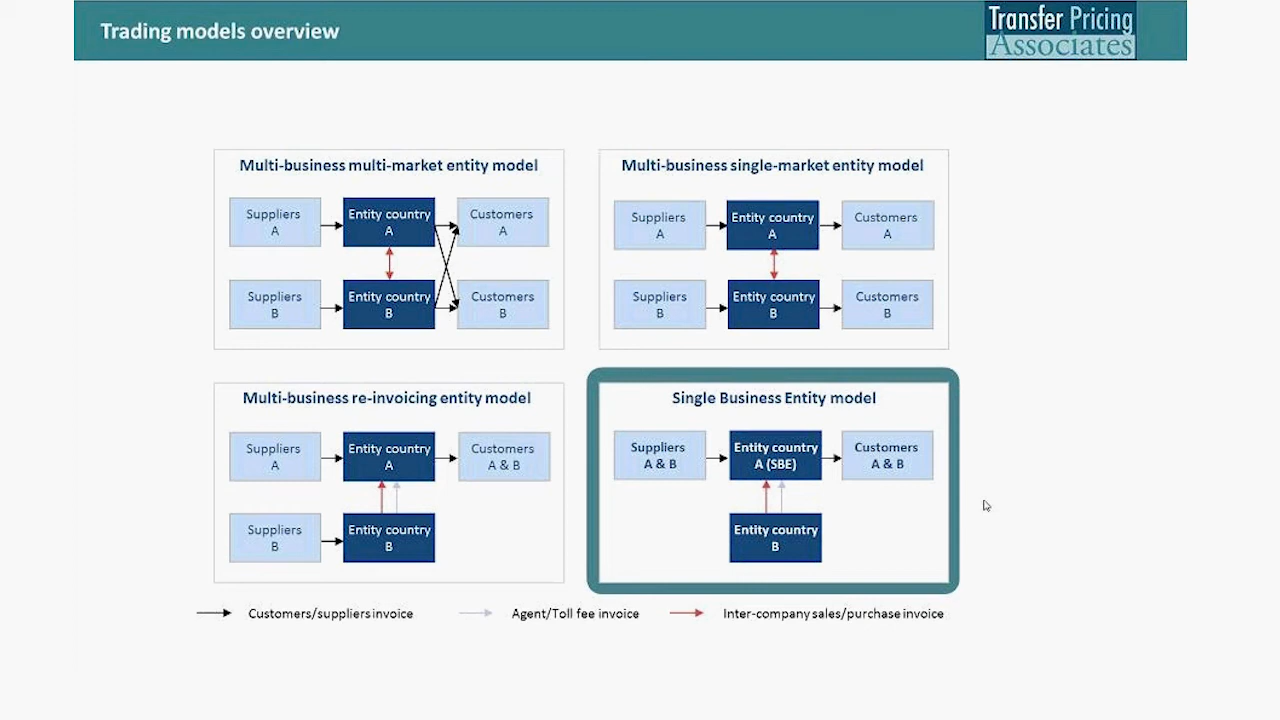 Trading models overview
Transfer Pricing
Associates
Multi-business multi-market entity model
Suppliers
A
Entity country
A
Customers
A
Suppliers
B
Entity country
B
Customers
B
Multi-business single-market entity model
Suppliers
A
Entity country
A
Customers
A
Suppliers
B
Entity country
B
Customers
B
Multi-business re-invoicing entity model
Suppliers
A
Entity country
A
Customers
A & B
Suppliers
B
Entity country
B
Single Business Entity model
Suppliers
A & B
Entity country
A (SBE)
Customers
A & B
Entity country
B
Customers/suppliers invoice
Agent/Toll fee invoice
Inter-company sales/purchase invoice